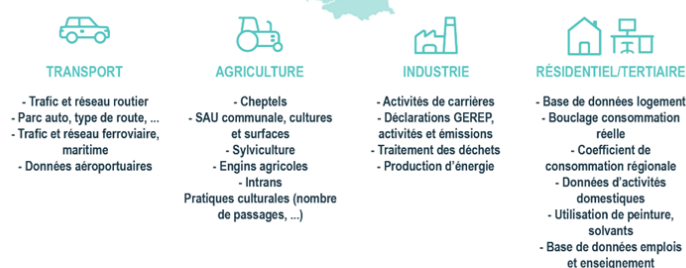 TRANSPORT
- Trafic et réseau routier
- Parc auto, type de route, ...
- Trafic et réseau ferroviaire,
maritime
- Données aéroportuaires
AGRICULTURE
- Cheptels
- SAU communale, cultures
et surfaces
- Sylviculture
- Engins agricoles
- Intrans
Pratiques culturales (nombre
de passages, ...)
INDUSTRIE
- Activités de carrières
- Déclarations GEREP,
activités et émissions
- Traitement des déchets
- Production d'énergie
RÉSIDENTIEL/TERTIAIRE
- Base de données logement
- Bouclage consommation
réelle
- Coefficient de
consommation régionale
- Données d'activités
domestiques
- Utilisation de peinture,
solvants
- Base de données emplois
et enseignement